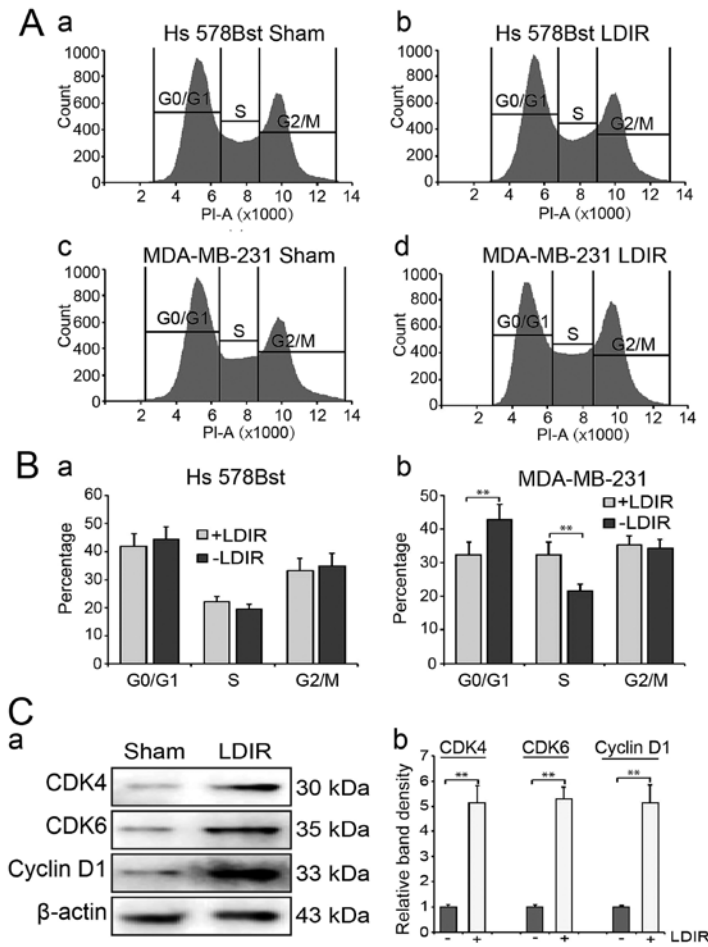 A
a
Hs 578Bst Sham
1000
800
600
400
200
0
Count
G0/G1
S
G2/M
2 4 6 8 10 12 14
PI-A (x1000)
b
Hs 578Bst LDIR
1000
800
600
400
200
0
Count
G0/G1
S
G2/M
2 4 6 8 10 12 14
PI-A (x1000)
c
MDA-MB-231 Sham
1000
800
600
400
200
0
Count
G0/G1
S
G2/M
2 4 6 8 10 12 14
PI-A (x1000)
d
MDA-MB-231 LDIR
1000
800
600
400
200
0
Count
G0/G1
S
G2/M
2 4 6 8 10 12 14
PI-A (x1000)
B
a
Hs 578Bst
60
50
40
30
20
10
0
Percentage
+LDIR
-LDIR
G0/G1 S G2/M
b
MDA-MB-231
50
40
30
20
10
0
Percentage
**
**
+LDIR
-LDIR
G0/G1 S G2/M
C
a
Sham LDIR
CDK4 30 kDa
CDK6 35 kDa
Cyclin D1 33 kDa
β-actin 43 kDa
b
CDK4 CDK6 Cyclin D1
7
6
5
4
3
2
1
0
Relative band density
** ** **
- + - + - + LDIR